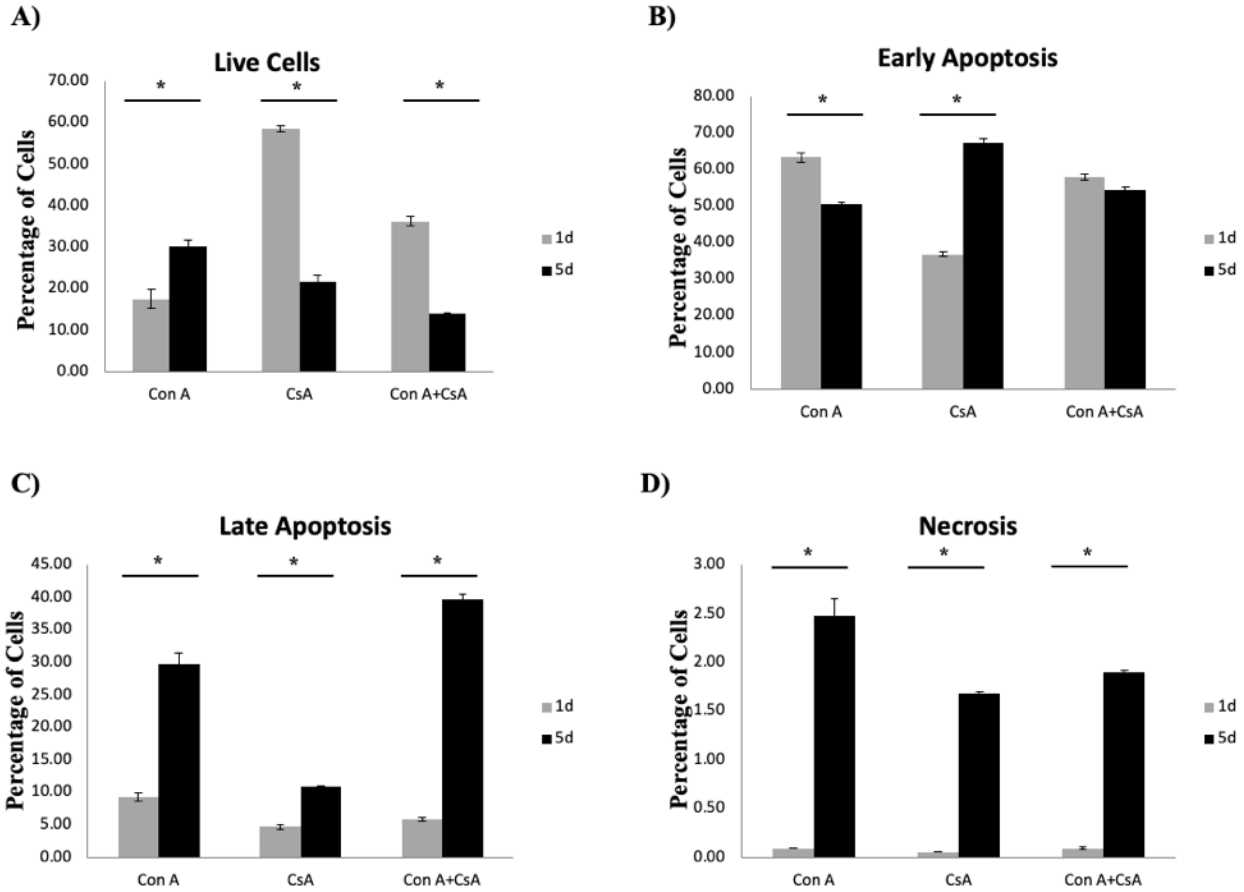 A)
Live Cells
Percentage of Cells
70.00
60.00
50.00
40.00
30.00
20.00
10.00
0.00
*
*
*
Con A
CsA
Con A+CsA
1d
5d
B)
Early Apoptosis
Percentage of Cells
80.00
70.00
60.00
50.00
40.00
30.00
20.00
10.00
0.00
*
*
Con A
CsA
Con A+CsA
1d
5d
C)
Late Apoptosis
Percentage of Cells
45.00
40.00
35.00
30.00
25.00
20.00
15.00
10.00
5.00
0.00
*
*
*
Con A
CsA
Con A+CsA
1d
5d
D)
Necrosis
Percentage of Cells
3.00
2.50
2.00
1.50
1.00
0.50
0.00
*
*
*
Con A
CsA
Con A+CsA
1d
5d